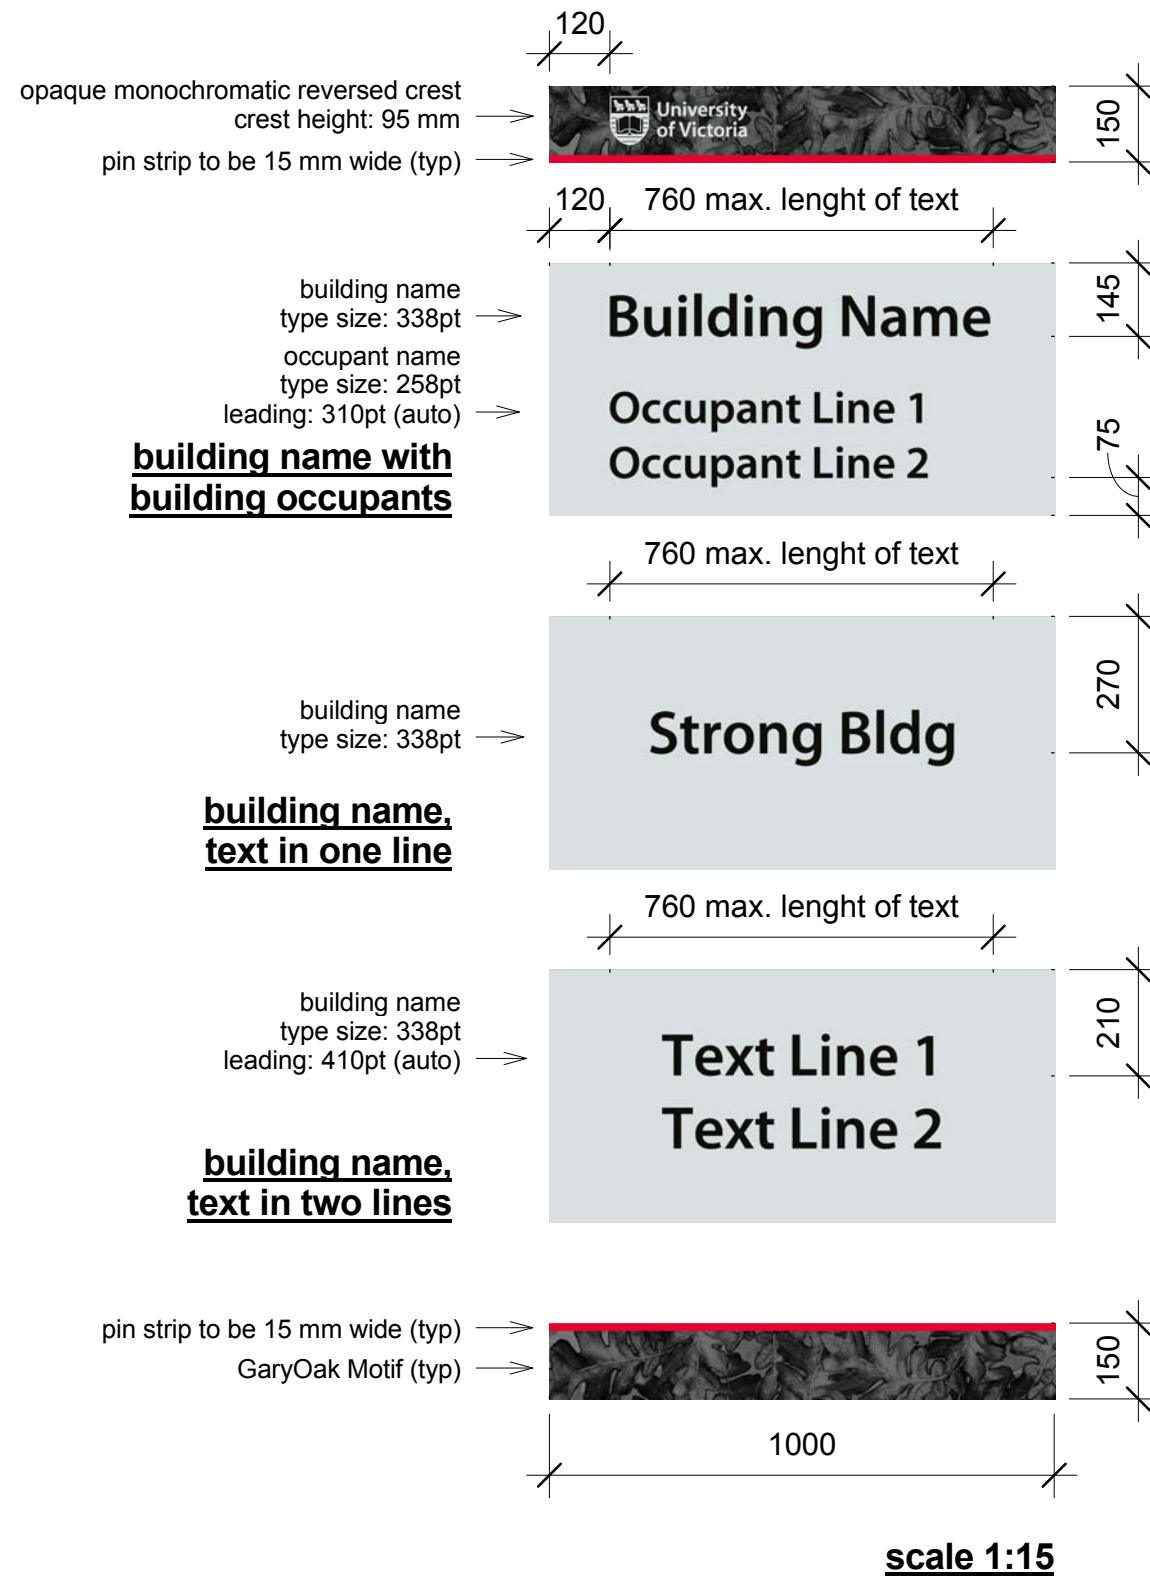 120
opaque monochromatic reversed crest
crest height: 95 mm
University
of Victoria
150
pin strip to be 15 mm wide (typ)
120
760 max. lenght of text
building name
type size: 338pt
Building Name
145
occupant name
type size: 258pt
leading: 310pt (auto)
Occupant Line 1
Occupant Line 2
75
building name with
building occupants
760 max. lenght of text
building name
type size: 338pt
Strong Bldg
270
building name,
text in one line
760 max. lenght of text
building name
type size: 338pt
leading: 410pt (auto)
Text Line 1
Text Line 2
210
building name,
text in two lines
pin strip to be 15 mm wide (typ)
GaryOak Motif (typ)
150
1000
scale 1:15